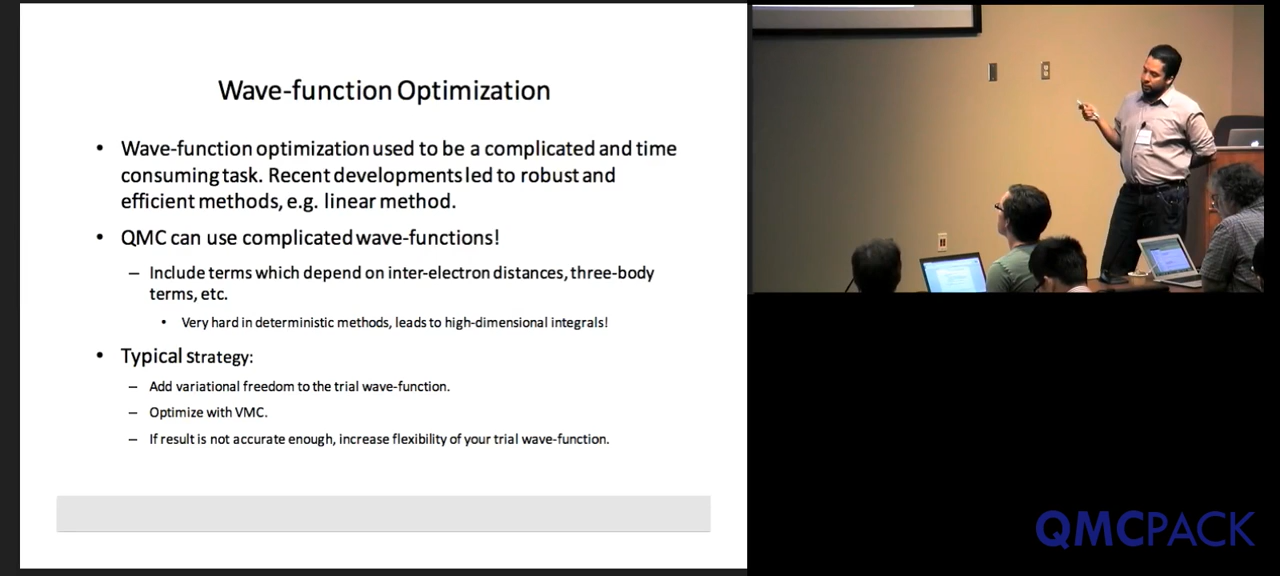 Wave-function Optimization
• Wave-function optimization used to be a complicated and time
consuming task. Recent developments led to robust and
efficient methods, e.g. linear method.
• QMC can use complicated wave-functions!
– Include terms which depend on inter-electron distances, three-body
terms, etc.
• Very hard in deterministic methods, leads to high-dimensional integrals!
• Typical strategy:
– Add variational freedom to the trial wave-function.
– Optimize with VMC.
– If result is not accurate enough, increase flexibility of your trial wave-function.
QMCPACK